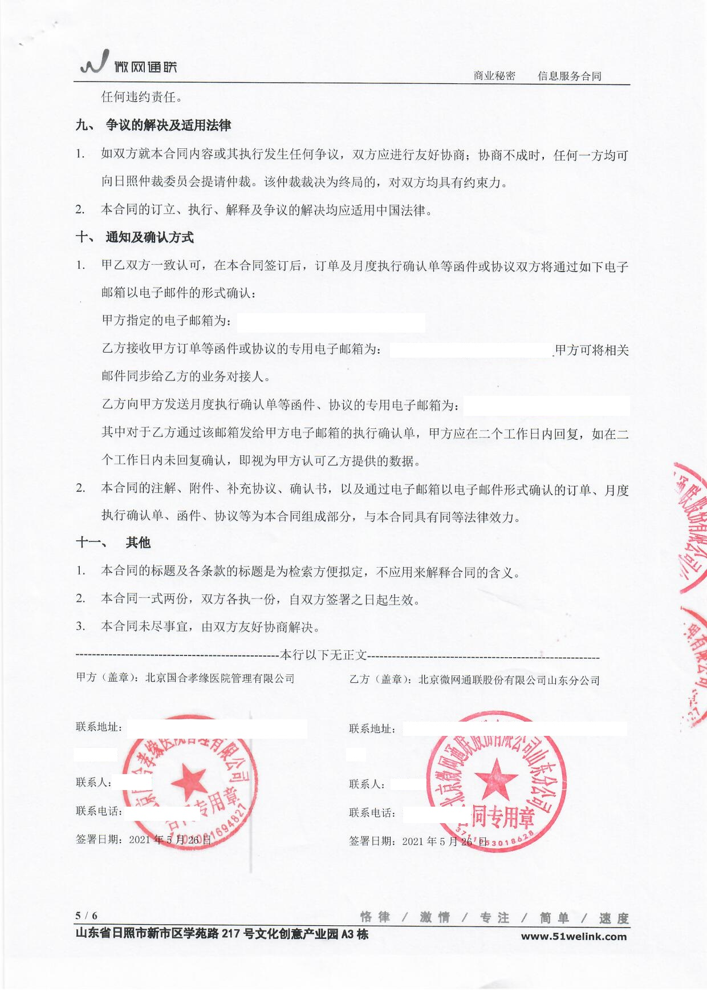 微网通联
商业秘密 信息服务合同
任何违约责任。
九、 争议的解决及适用法律
1. 如双方就本合同内容或其执行发生任何争议，双方应进行友好协商；协商不成时，任何一方均可
向日照仲裁委员会提请仲裁。该仲裁裁决为终局的，对双方均具有约束力。
2. 本合同的订立、执行、解释及争议的解决均应适用中国法律。
十、 通知及确认方式
1. 甲乙双方一致认可，在本合同签订后，订单及月度执行确认单等函件或协议双方将通过如下电子
邮箱以电子邮件的形式确认：
甲方指定的电子邮箱为：
乙方接收甲方订单等函件或协议的专用电子邮箱为： 甲方可将相关
邮件同步给乙方的业务对接人。
乙方向甲方发送月度执行确认单等函件、协议的专用电子邮箱为：
其中对于乙方通过该邮箱发给甲方电子邮箱的执行确认单，甲方应在二个工作日内回复，如在二
个工作日内未回复确认，即视为甲方认可乙方提供的数据。
2. 本合同的注解、附件、补充协议、确认书，以及通过电子邮箱以电子邮件形式确认的订单、月度
执行确认单、函件、协议等为本合同组成部分，与本合同具有同等法律效力。
十一、 其他
1. 本合同的标题及各条款的标题是为检索方便拟定，不应用来解释合同的含义。
2. 本合同一式两份，双方各执一份，自双方签署之日起生效。
3. 本合同未尽事宜，由双方友好协商解决。
-------------------------------------------------本行以下无正文--------------------------------------------------------
甲方（盖章）：北京国合孝缘医院管理有限公司
乙方（盖章）：北京微网通联股份有限公司山东分公司
联系地址：
联系地址：
联系人：
联系人：
联系电话：
联系电话：
签署日期：2021 年 5 月 26 日
签署日期：2021 年 5 月 26 日
孝缘医院管理有限公司
专用章
1101081694827
北京微网通联股份有限公司山东分公司
同专用章
3711053018628
联股份有限公司
有限公司
5 / 6
恪律 / 激情 / 专注 / 简单 / 速度
山东省日照市新市区学苑路 217 号文化创意产业园 A3 栋
www.51welink.com